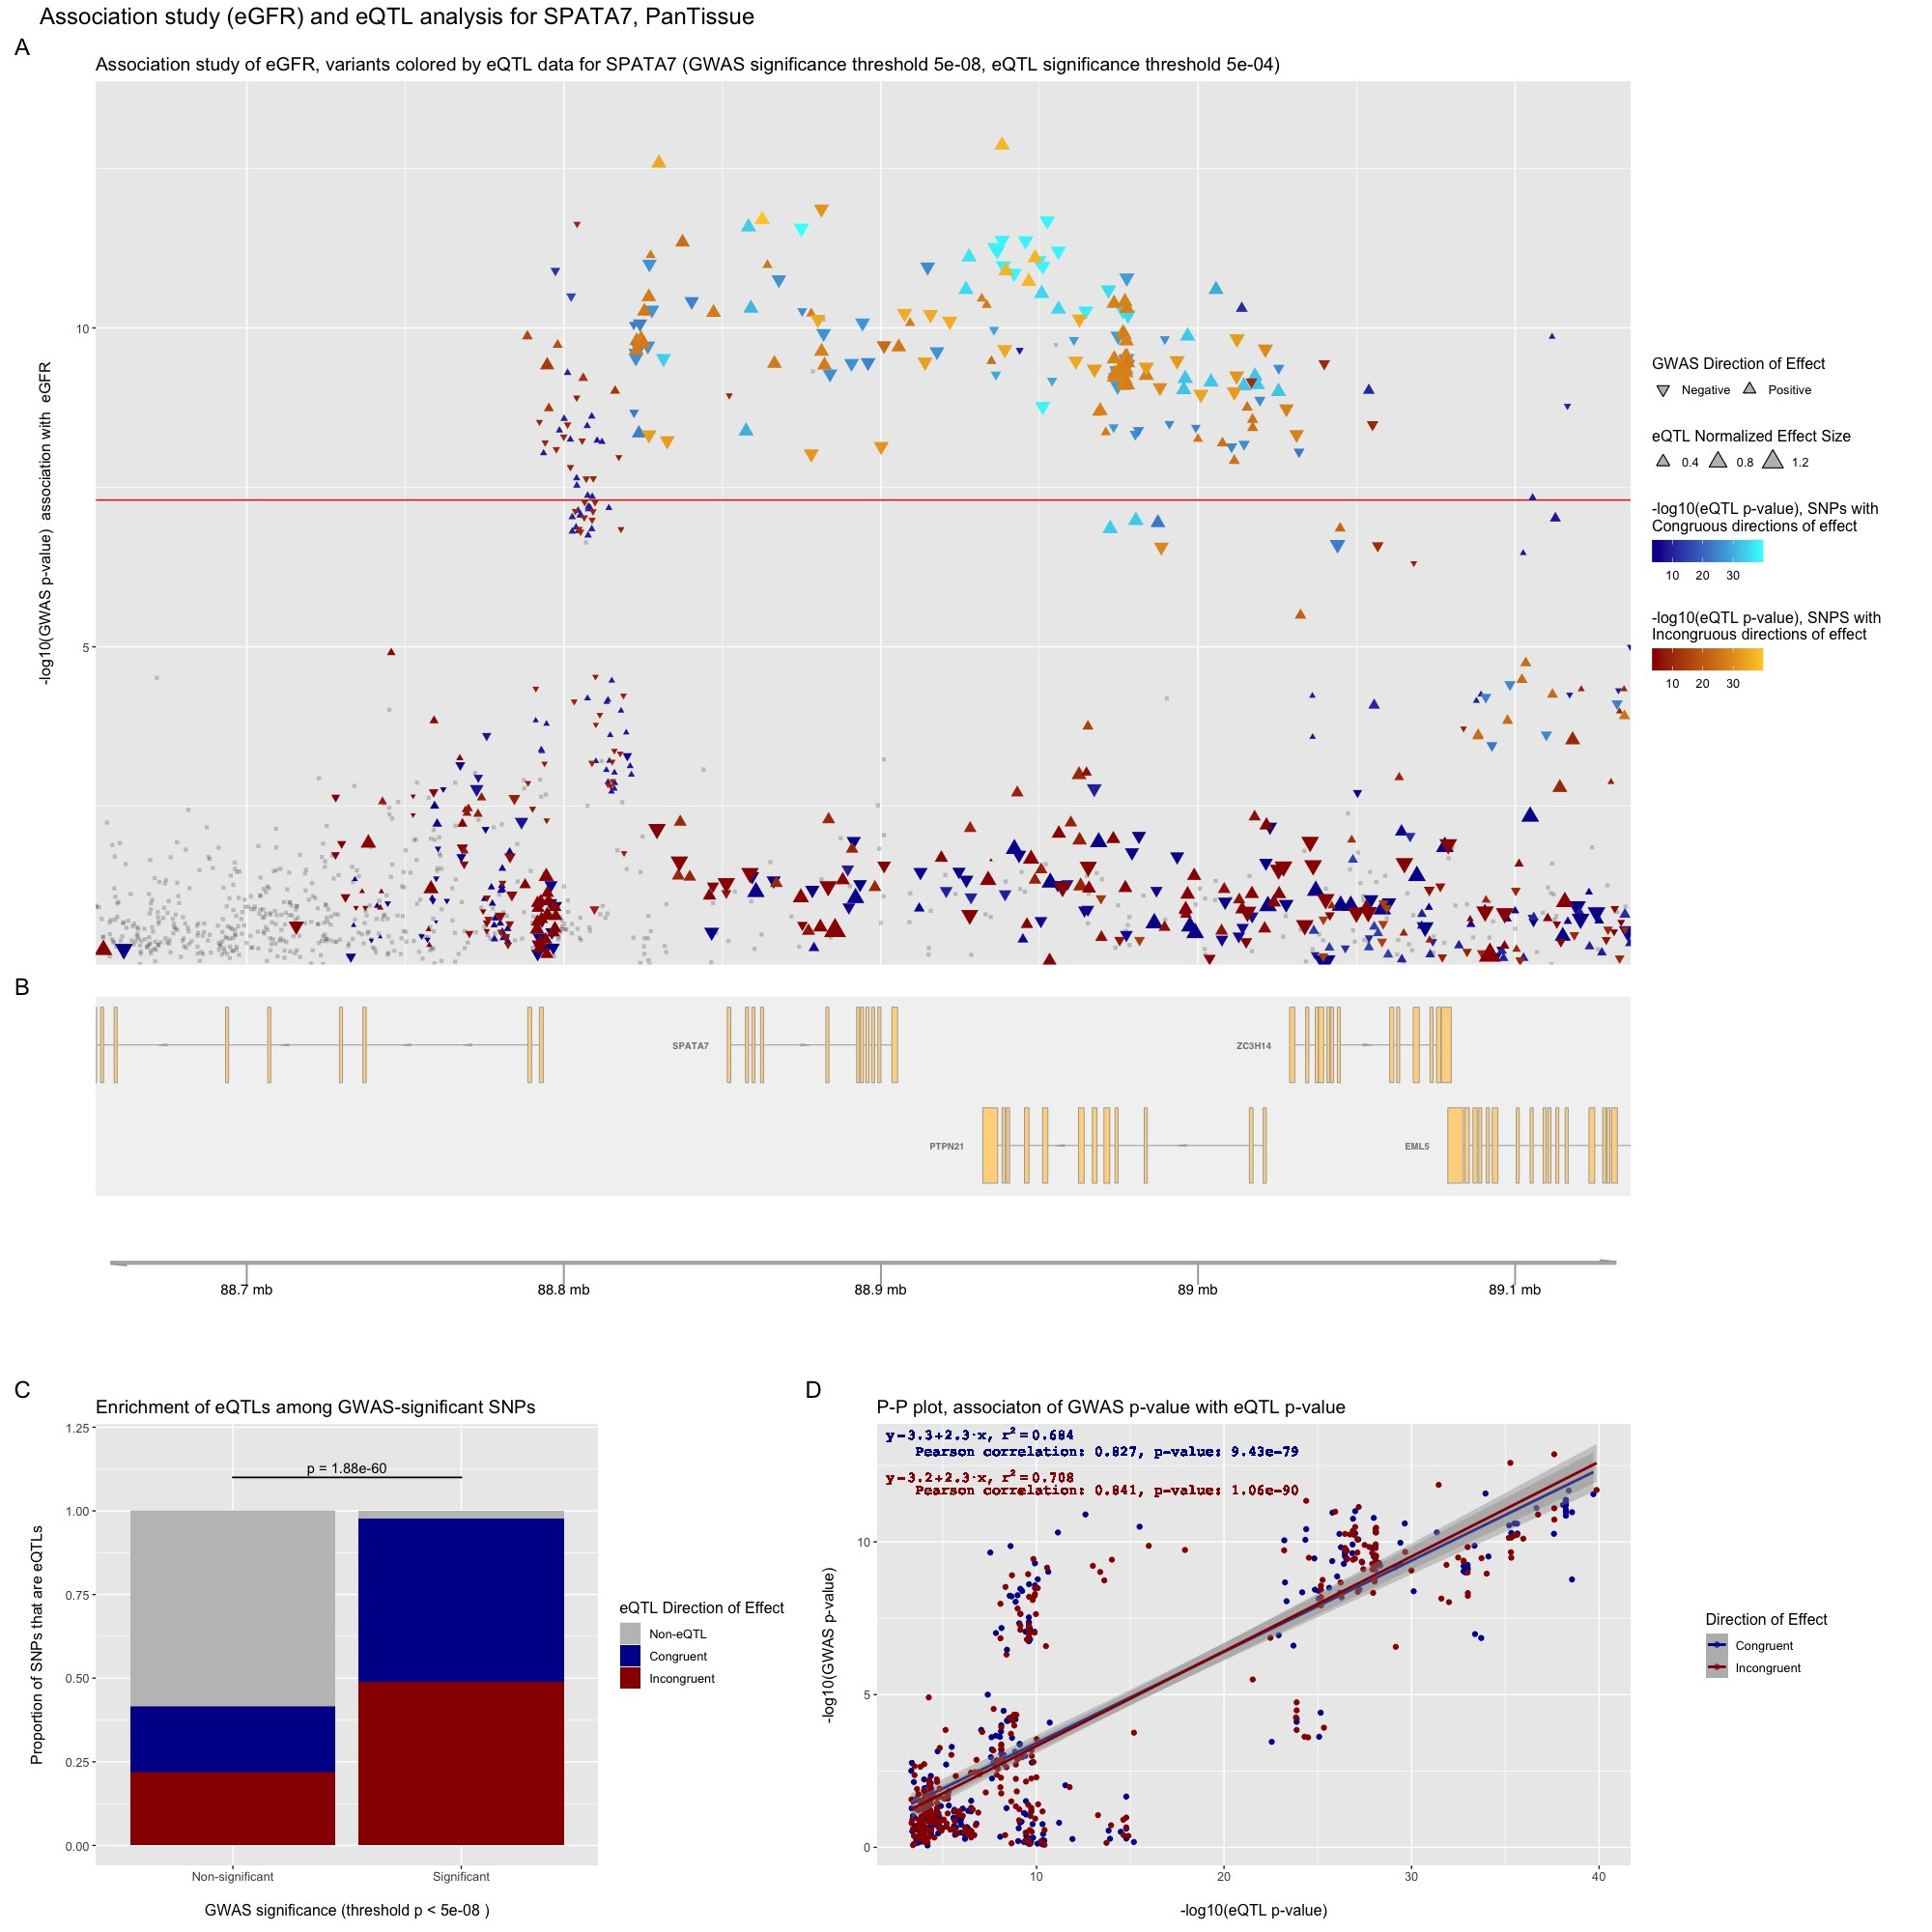 Association study (eGFR) and eQTL analysis for SPATA7, PanTissue
A
Association study of eGFR, variants colored by eQTL data for SPATA7 (GWAS significance threshold 5e-08, eQTL significance threshold 5e-04)
-log10(GWAS p-value)  association with  eGFR
10
5
GWAS Direction of Effect
Negative Positive
eQTL Normalized Effect Size
0.4 0.8 1.2
-log10(eQTL p-value), SNPs with
Congruous directions of effect
10 20 30
-log10(eQTL p-value), SNPS with
Incongruous directions of effect
10 20 30
B
SPATA7
ZC3H14
PTPN21
EML5
88.7 mb 88.8 mb 88.9 mb 89 mb 89.1 mb
C
Enrichment of eQTLs among GWAS-significant SNPs
Proportion of SNPs that are eQTLs
1.25
1.00
0.75
0.50
0.25
0.00
p = 1.88e-60
Non-significant Significant
GWAS significance (threshold p < 5e-08 )
eQTL Direction of Effect
Non-eQTL
Congruent
Incongruent
D
P-P plot, associaton of GWAS p-value with eQTL p-value
y-3.3+2.3·x, r²=0.684
Pearson correlation: 0.827, p-value: 9.43e-79
y-3.2+2.3·x, r²=0.708
Pearson correlation: 0.841, p-value: 1.06e-90
-log10(GWAS p-value)
10
5
0
10 20 30 40
-log10(eQTL p-value)
Direction of Effect
Congruent
Incongruent